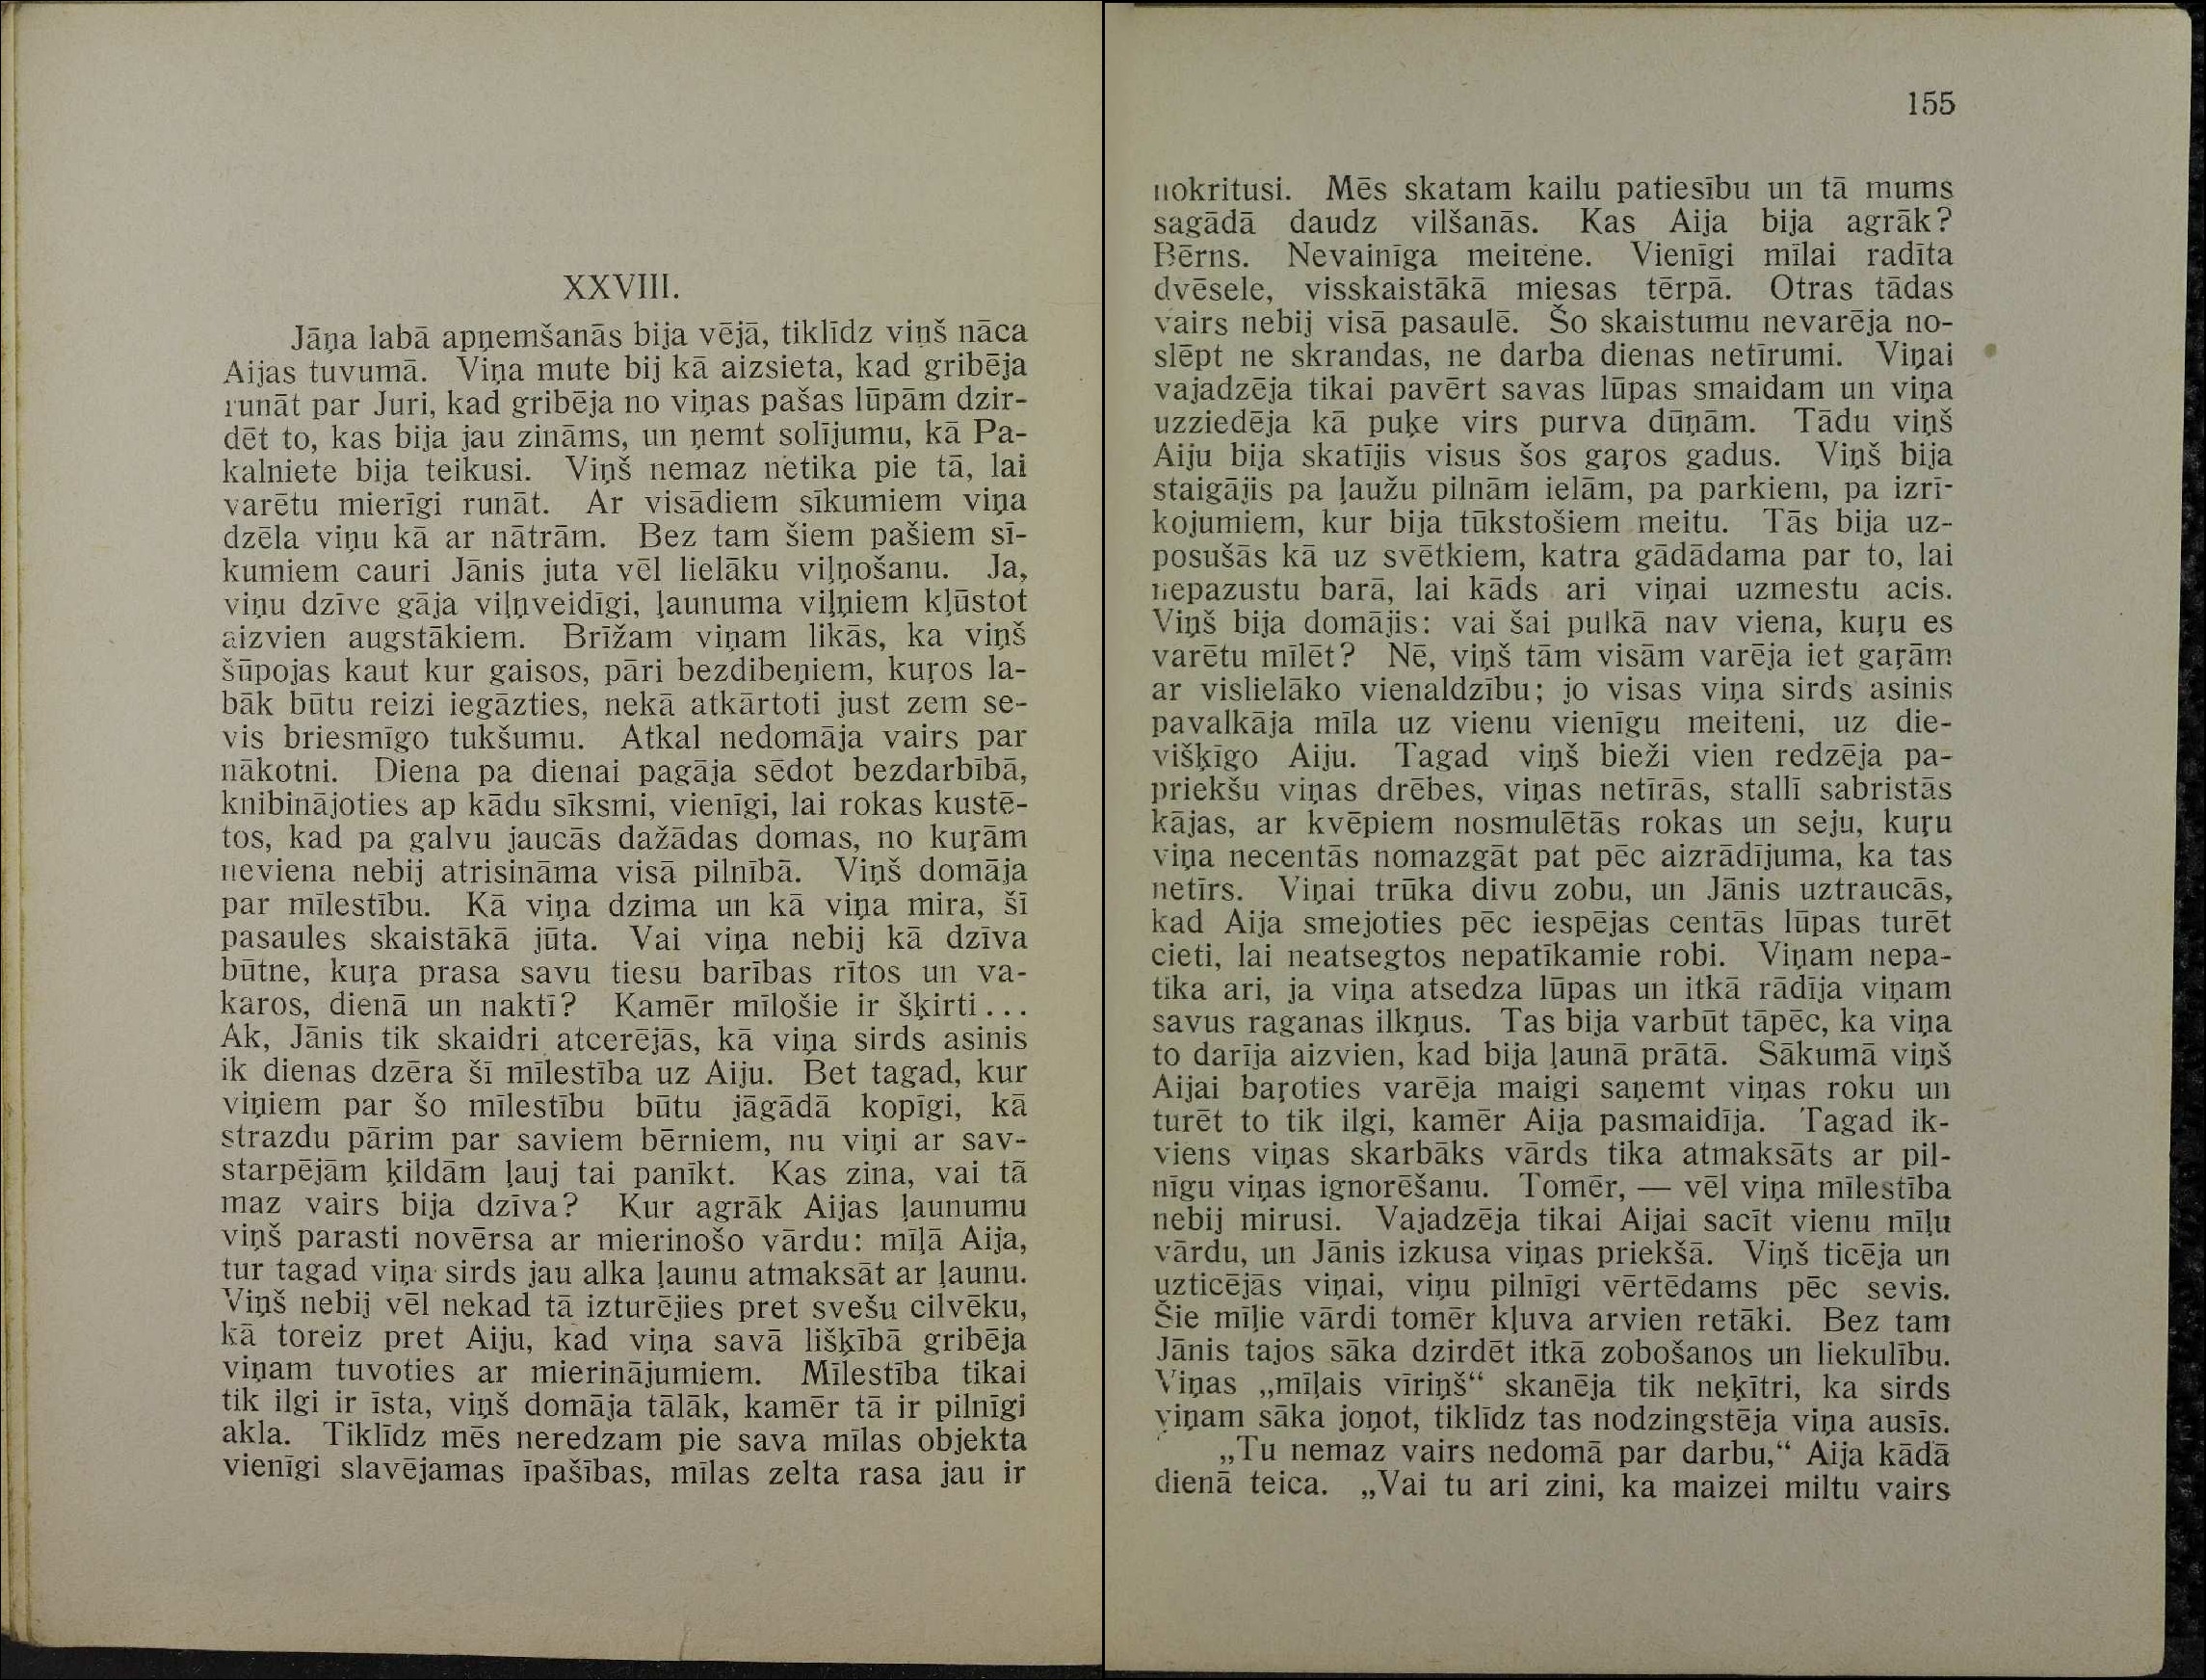 XXVIII.
Jāņa labā apņemšanās bija vējā, tiklīdz viņš nāca
Aijas tuvumā. Viņa mute bij kā aizsieta, kad gribēja
runāt par Juri, kad gribēja no viņas pašas lūpām dzir-
dēt to, kas bija jau zināms, un ņemt solījumu, kā Pa-
kalniete bija teikusi. Viņš nemaz netika pie tā, lai
varētu mierīgi runāt. Ar visādiem sīkumiem viņa
dzēla viņu kā ar nātrām. Bez tam šiem pašiem sī-
kumiem cauri Jānis juta vēl lielāku viļņošanu. Ja,
viņu dzīve gāja viļņveidīgi, ļaunuma viļņiem kļūstot
aizvien augstākiem. Brīžam viņam likās, ka viņš
šūpojas kaut kur gaisos, pāri bezdibeņiem, kuŗos la-
bāk būtu reizi iegāzties, nekā atkārtoti just zem se-
vis briesmīgo tukšumu. Atkal nedomāja vairs par
nākotni. Diena pa dienai pagāja sēdot bezdarbībā,
knibinājoties ap kādu sīksmi, vienīgi, lai rokas kustē-
tos, kad pa galvu jaucās dažādas domas, no kuŗām
neviena nebij atrisināma visā pilnībā. Viņš domāja
par mīlestību. Kā viņa dzima un kā viņa mira, šī
pasaules skaistākā jūta. Vai viņa nebij kā dzīva
būtne, kuŗa prasa savu tiesu barības rītos un va-
karos, dienā un naktī? Kamēr mīlošie ir šķirti...
Ak, Jānis tik skaidri atcerējās, kā viņa sirds asinis
ik dienas dzēra šī mīlestība uz Aiju. Bet tagad, kur
viņiem par šo mīlestību būtu jāgādā kopīgi, kā
strazdu pārim par saviem bērniem, nu viņi ar sav-
starpējām ķildām ļauj tai panīkt. Kas zina, vai tā
maz vairs bija dzīva? Kur agrāk Aijas ļaunumu
viņš parasti novērsa ar mierinošo vārdu: mīļā Aija,
tur tagad viņa sirds jau alka ļaunu atmaksāt ar ļaunu.
Viņš nebij vēl nekad tā izturējies pret svešu cilvēku,
kā toreiz pret Aiju, kad viņa savā lišķībā gribēja
viņam tuvoties ar mierinājumiem. Mīlestība tikai
tik ilgi ir īsta, viņš domāja tālāk, kamēr tā ir pilnīgi
akla. Tiklīdz mēs neredzam pie sava mīlas objekta
vienīgi slavējamas īpašības, mīlas zelta rasa jau ir
155
nokritusi. Mēs skatam kailu patiesību un tā mums
sagādā daudz vilšanās. Kas Aija bija agrāk?
Bērns. Nevainīga meitene. Vienīgi mīlai radīta
dvēsele, visskaistākā miesas tērpā. Otras tādas
vairs nebij visā pasaulē. Šo skaistumu nevarēja no-
slēpt ne skrandas, ne darba dienas netīrumi. Viņai
vajadzēja tikai pavērt savas lūpas smaidam un viņa
uzziedēja kā puķe virs purva dūņām. Tādu viņš
Aiju bija skatījis visus šos gaŗos gadus. Viņš bija
staigājis pa ļaužu pilnām ielām, pa parkiem, pa izrī-
kojumiem, kur bija tūkstošiem meitu. Tās bija uz-
posušās kā uz svētkiem, katra gādādama par to, lai
nepazustu barā, lai kāds ari viņai uzmestu acis.
Viņš bija domājis: vai šai pulkā nav viena, kuŗu es
varētu mīlēt? Nē, viņš tām visām varēja iet gaŗām
ar vislielāko vienaldzību; jo visas viņa sirds asinis
pavalkāja mīla uz vienu vienīgu meiteni, uz die-
višķīgo Aiju. Tagad viņš bieži vien redzēja pa-
priekšu viņas drēbes, viņas netīrās, stallī sabristās
kājas, ar kvēpiem nosmulētās rokas un seju, kuŗu
viņa necentās nomazgāt pat pēc aizrādījuma, ka tas
netīrs. Viņai trūka divu zobu, un Jānis uztraucās,
kad Aija smejoties pēc iespējas centās lūpas turēt
cieti, lai neatsegtos nepatīkamie robi. Viņam nepa-
tika ari, ja viņa atsedza lūpas un itkā rādīja viņam
savus raganas ilkņus. Tas bija varbūt tāpēc, ka viņa
to darīja aizvien, kad bija ļaunā prātā. Sākumā viņš
Aijai baŗoties varēja maigi saņemt viņas roku un
turēt to tik ilgi, kamēr Aija pasmaidīja. Tagad ik-
viens viņas skarbāks vārds tika atmaksāts ar pil-
nīgu viņas ignorēšanu. Tomēr, — vēl viņa mīlestība
nebij mirusi. Vajadzēja tikai Aijai sacīt vienu mīļu
vārdu, un Jānis izkusa viņas priekšā. Viņš ticēja un
uzticējās viņai, viņu pilnīgi vērtēdams pēc sevis.
Šie mīļie vārdi tomēr kļuva arvien retāki. Bez tam
Jānis tajos sāka dzirdēt itkā zobošanos un liekulību.
Viņas „mīļais vīriņš“ skanēja tik neķītri, ka sirds
viņam sāka joņot, tiklīdz tas nodzingstēja viņa ausīs.
„Tu nemaz vairs nedomā par darbu,“ Aija kādā
dienā teica. „Vai tu ari zini, ka maizei miltu vairs